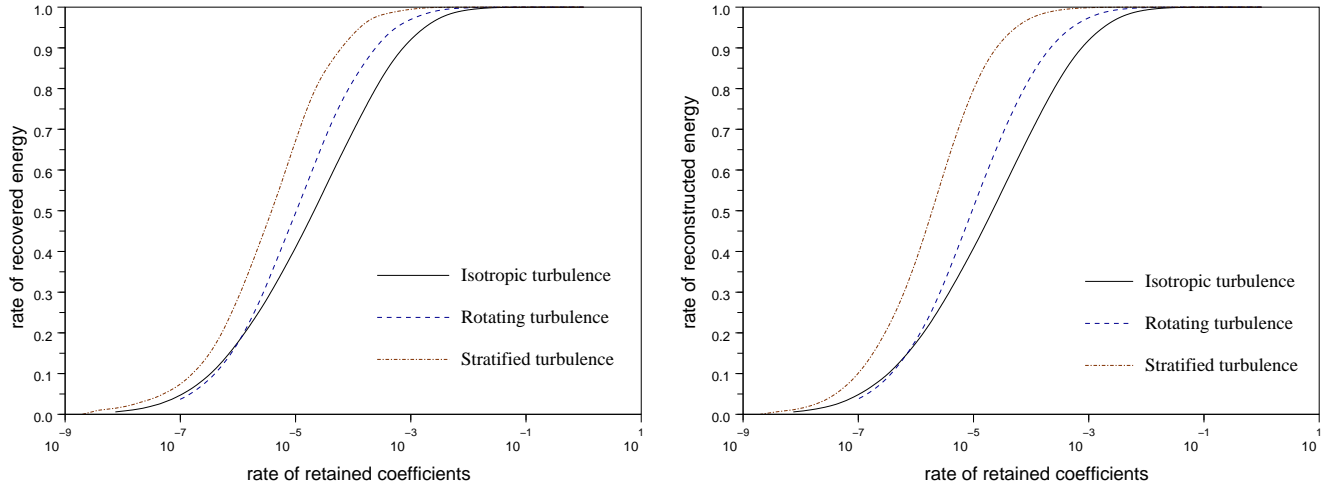 rate of recovered energy
1.0
0.9
0.8
0.7
0.6
0.5
0.4
0.3
0.2
0.1
0.0
Isotropic turbulence
Rotating turbulence
Stratified turbulence
10^−9 10^−7 10^−5 10^−3 10^−1 10^1
rate of retained coefficients
rate of reconstructed energy
1.0
0.9
0.8
0.7
0.6
0.5
0.4
0.3
0.2
0.1
0.0
Isotropic turbulence
Rotating turbulence
Stratified turbulence
10^−9 10^−7 10^−5 10^−3 10^−1 10^1
rate of retained coefficients